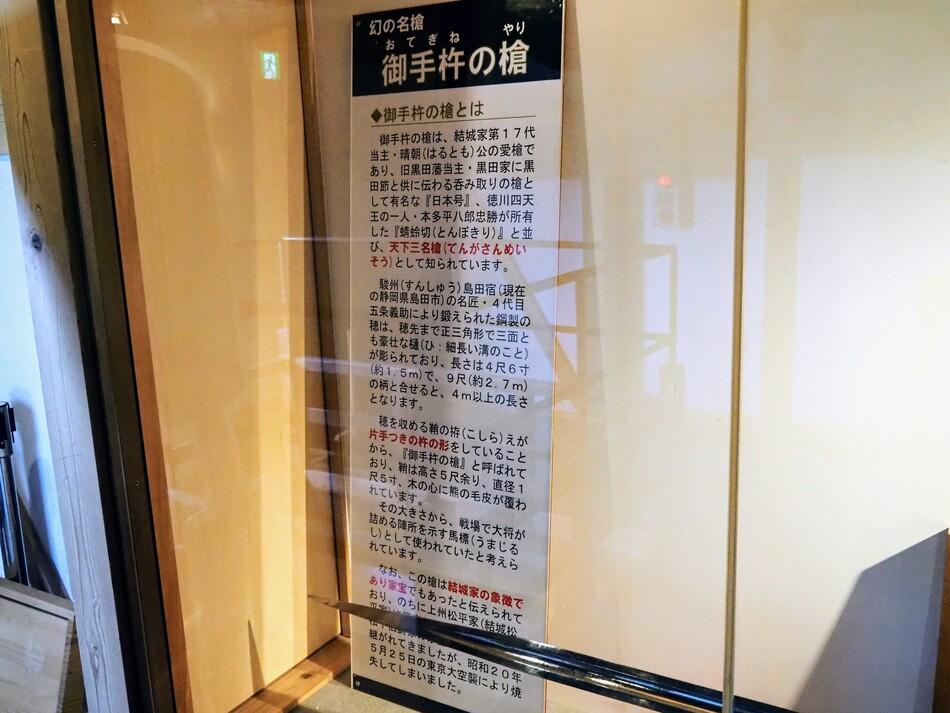 幻の名槍
おてぎね やり
御手杵の槍
◆御手杵の槍とは
御手杵の槍は、結城家第17代
当主・晴朝(はるとも)公の愛槍で
あり、旧黒田藩当主・黒田家に黒
田節と供に伝わる呑み取りの槍と
して有名な『日本号』、徳川四天
王の一人・本多平八郎忠勝が所有
した『蜻蛉切(とんぼきり)』と並
び、天下三名槍(てんがさんめい
そう)として知られています。
駿州(すんしゅう)島田宿(現在
の静岡県島田市)の名匠・4代目
五条義助により鍛えられた鋼製の
穂は、穂先まで正三角形で三面と
も豪壮な樋(ひ：細長い溝のこと)
が彫られており、長さは4尺6寸
(約1.5m)で、9尺(約2.7m)
の柄と合せると、4m以上の長さ
となります。
穂を収める鞘の拵(こしら)えが
片手つきの杵の形をしていること
から、『御手杵の槍』と呼ばれて
おり、鞘は高さ5尺余り、直径1
尺5寸、木の心に熊の毛皮が覆わ
れています。
その大きさから、戦場で大将が
詰める陣所を示す馬標(うまじる
し)として使われていたと考えら
れています。
なお、この槍は結城家の象徴で
あり家宝でもあったと伝えられて
おり、のちに上州松平家(結城松
継がれてきましたが、昭和20年
5月25日の東京大空襲により焼
失してしまいました。